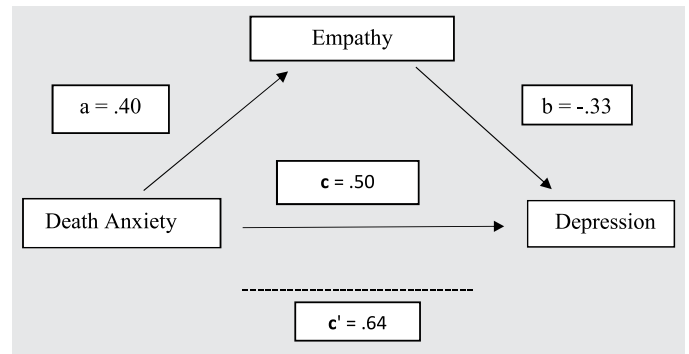 Empathy
a = .40
b = -.33
c = .50
Death Anxiety
Depression
c' = .64